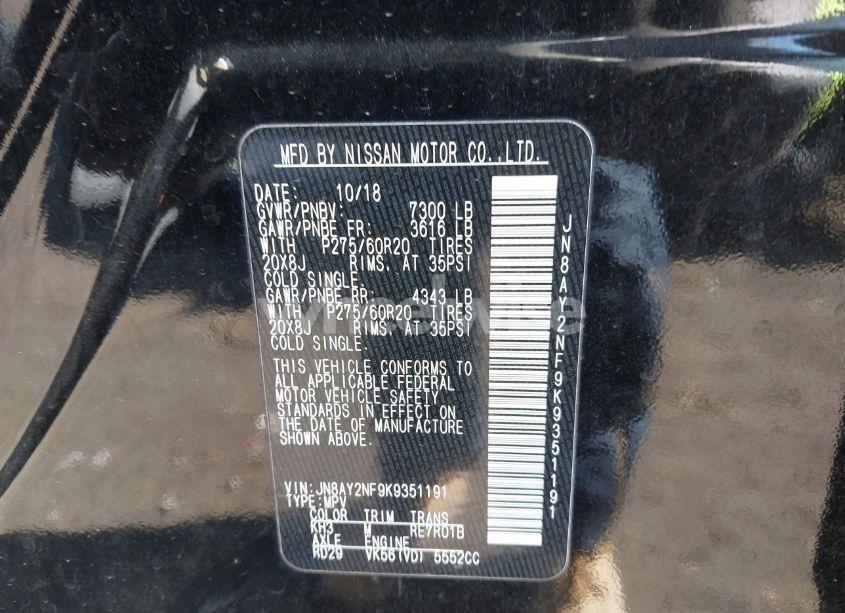 MFD BY NISSAN MOTOR CO.,LTD.
DATE: 10/18
GVWR/PNBV: 7300 LB
GAWR/PNBE FR: 3616 LB
WITH P275/60R20 TIRES
20X8J RIMS. AT 35PSI
COLD SINGLE.
GAWR/PNBE RR: 4343 LB
WITH P275/60R20 TIRES
20X8J RIMS. AT 35PSI
COLD SINGLE.
THIS VEHICLE CONFORMS TO
ALL APPLICABLE FEDERAL
MOTOR VEHICLE SAFETY
STANDARDS IN EFFECT ON
THE DATE OF MANUFACTURE
SHOWN ABOVE.
VIN:JN8AY2NF9K9351191
TYPE:MPV
COLOR TRIM TRANS
KH3 M RE7R01B
AXLE ENGINE
RD29 VK56(VD) 5552CC
JN8AY2NF9K9351191